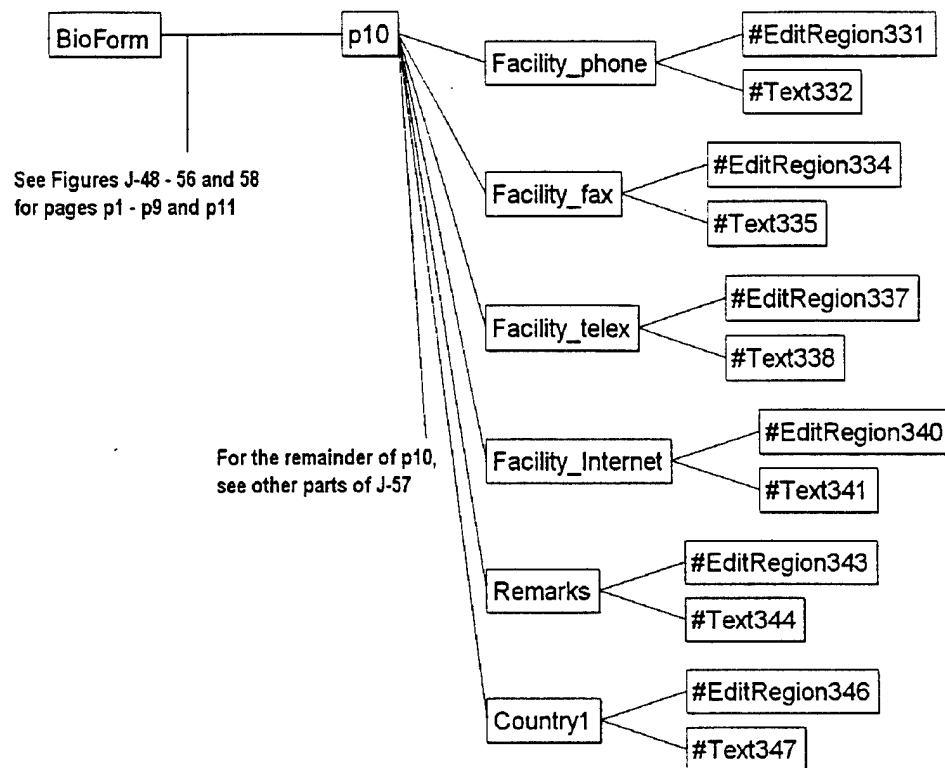 BioForm
p10
Facility_phone
#EditRegion331
#Text332
See Figures J-48 - 56 and 58
for pages p1 - p9 and p11
Facility_fax
#EditRegion334
#Text335
Facility_telex
#EditRegion337
#Text338
For the remainder of p10,
see other parts of J-57
Facility_Internet
#EditRegion340
#Text341
Remarks
#EditRegion343
#Text344
Country1
#EditRegion346
#Text347